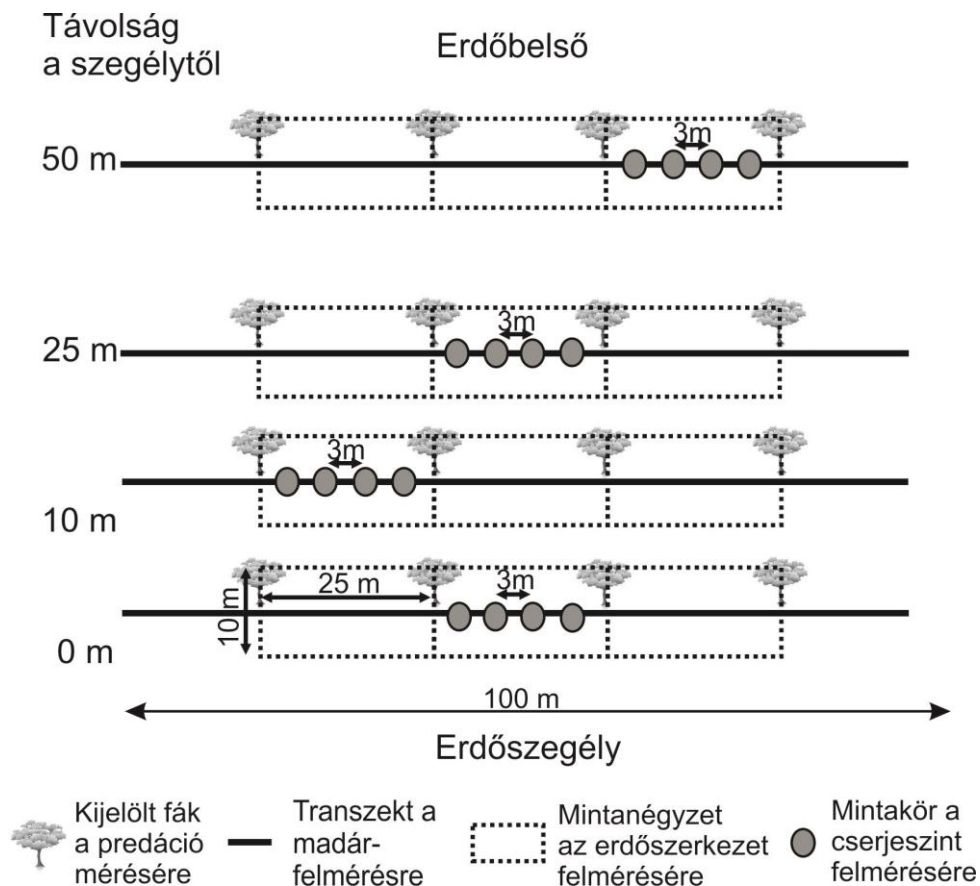 Távolság
a szegélytől
Erdőbelső
50 m
3m
25 m
3m
10 m
3m
0 m
10 m
25 m
3m
100 m
Erdőszegély
Kijelölt fák
a predáció
mérésére
Transzekt a
madár-
felmérésre
Mintanégyzet
az erdőszerkezet
felmérésére
Mintakör a
cserjeszint
felmérésére